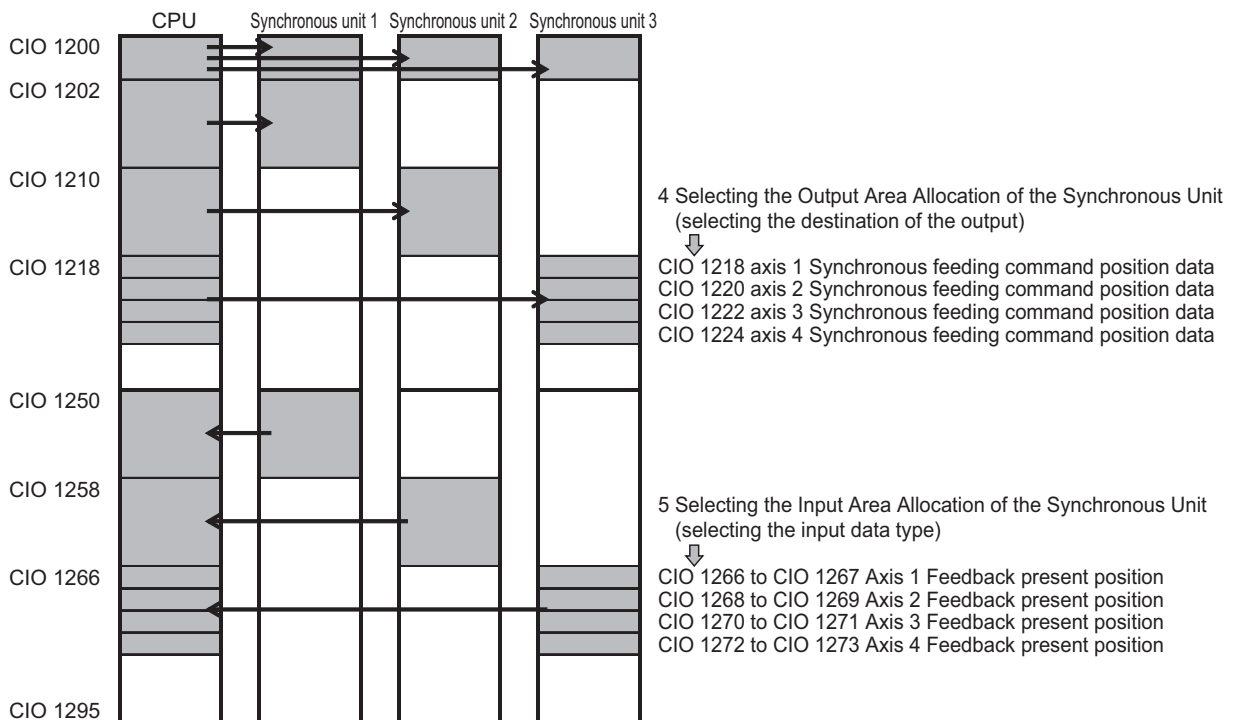 CPU
Synchronous unit 1
Synchronous unit 2
Synchronous unit 3
CIO 1200
CIO 1202
CIO 1210
CIO 1218
CIO 1250
CIO 1258
CIO 1266
CIO 1295
4 Selecting the Output Area Allocation of the Synchronous Unit
(selecting the destination of the output)
CIO 1218 axis 1 Synchronous feeding command position data
CIO 1220 axis 2 Synchronous feeding command position data
CIO 1222 axis 3 Synchronous feeding command position data
CIO 1224 axis 4 Synchronous feeding command position data
5 Selecting the Input Area Allocation of the Synchronous Unit
(selecting the input data type)
CIO 1266 to CIO 1267 Axis 1 Feedback present position
CIO 1268 to CIO 1269 Axis 2 Feedback present position
CIO 1270 to CIO 1271 Axis 3 Feedback present position
CIO 1272 to CIO 1273 Axis 4 Feedback present position